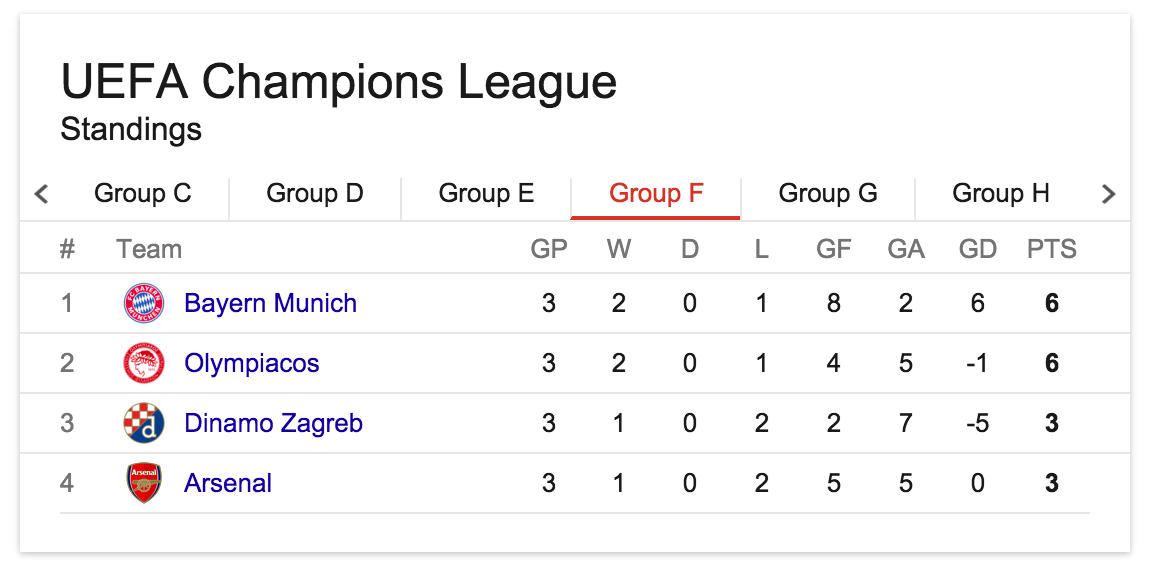 UEFA Champions League
Standings
Group C Group D Group E Group F Group G Group H
# Team GP W D L GF GA GD PTS
1 Bayern Munich 3 2 0 1 8 2 6 6
2 Olympiacos 3 2 0 1 4 5 -1 6
3 Dinamo Zagreb 3 1 0 2 2 7 -5 3
Arsenal
4 Arsenal 3 1 0 2 5 5 0 3